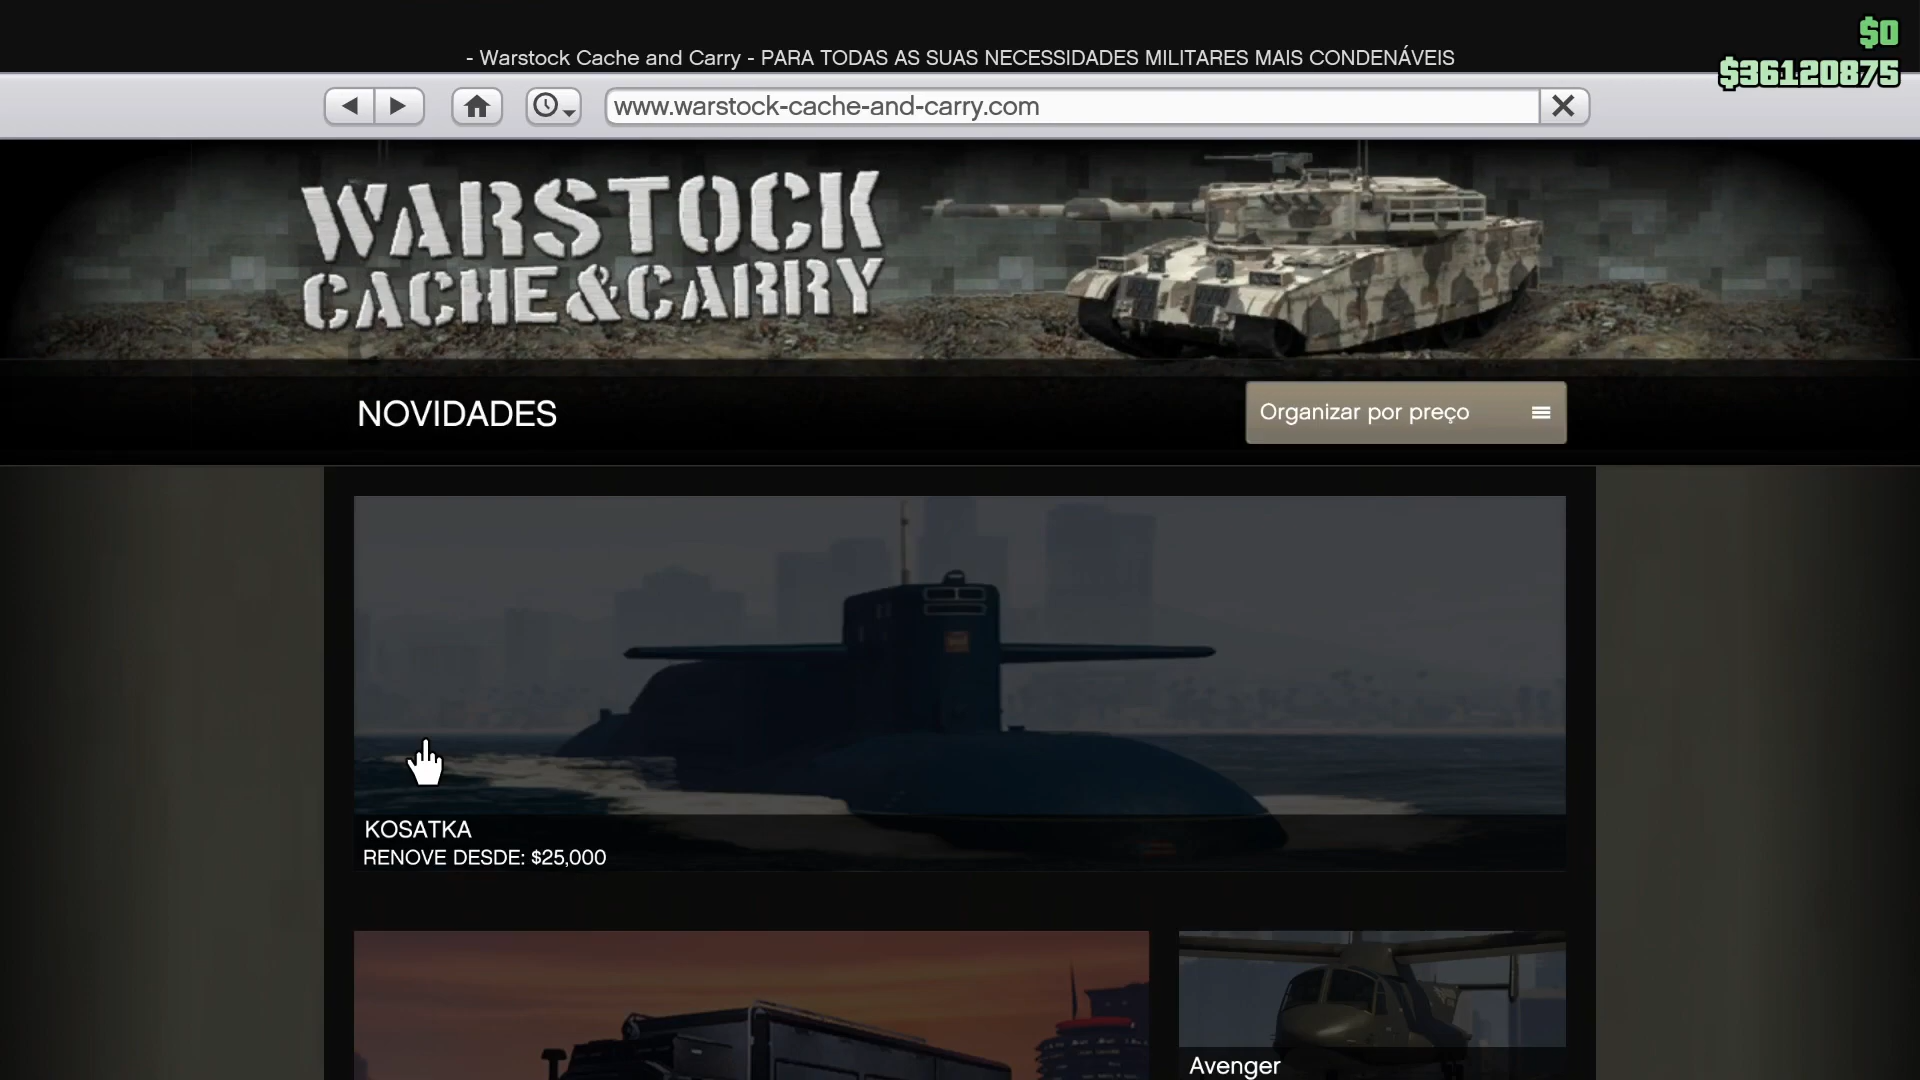 $0
- Warstock Cache and Carry - PARA TODAS AS SUAS NECESSIDADES MILITARES MAIS CONDENÁVEIS
$36120875
www.warstock-cache-and-carry.com
WARSTOCK
CACHE&CARRY
NOVIDADES
Organizar por preço
KOSATKA
RENOVE DESDE: $25,000
Avenger